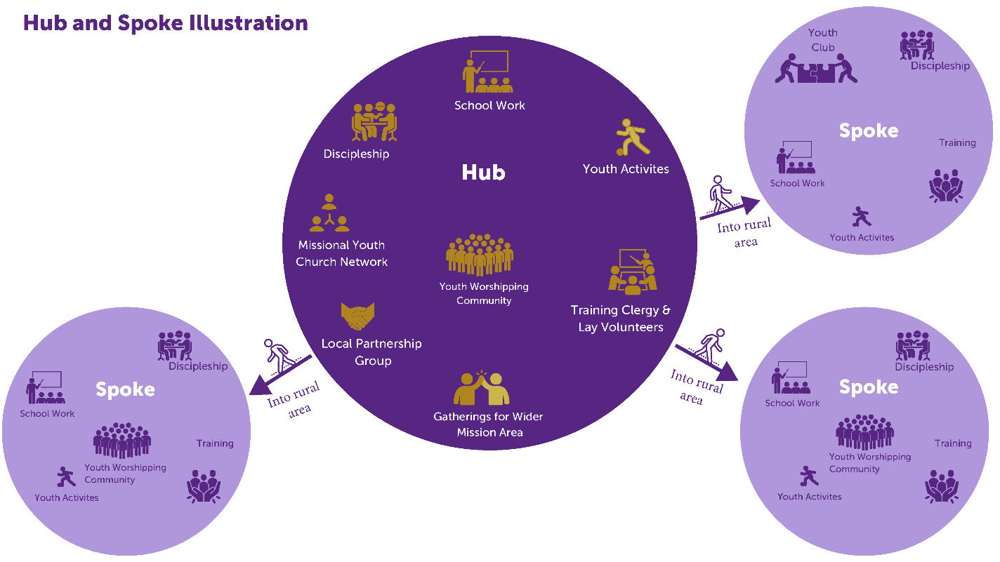 Hub and Spoke Illustration
School Work
Discipleship
Youth Activites
Hub
Missional Youth
Church Network
Youth Worshipping
Community
Training Clergy &
Lay Volunteers
Local Partnership
Group
Gatherings for Wider
Mission Area
Into rural
area
Youth
Club
Discipleship
Spoke
Training
School Work
Youth Activites
Into rural
area
Discipleship
Spoke
School Work
Training
Youth Worshipping
Community
Youth Activites
Into rural
area
Discipleship
Spoke
School Work
Youth Worshipping
Community
Training
Youth Activites